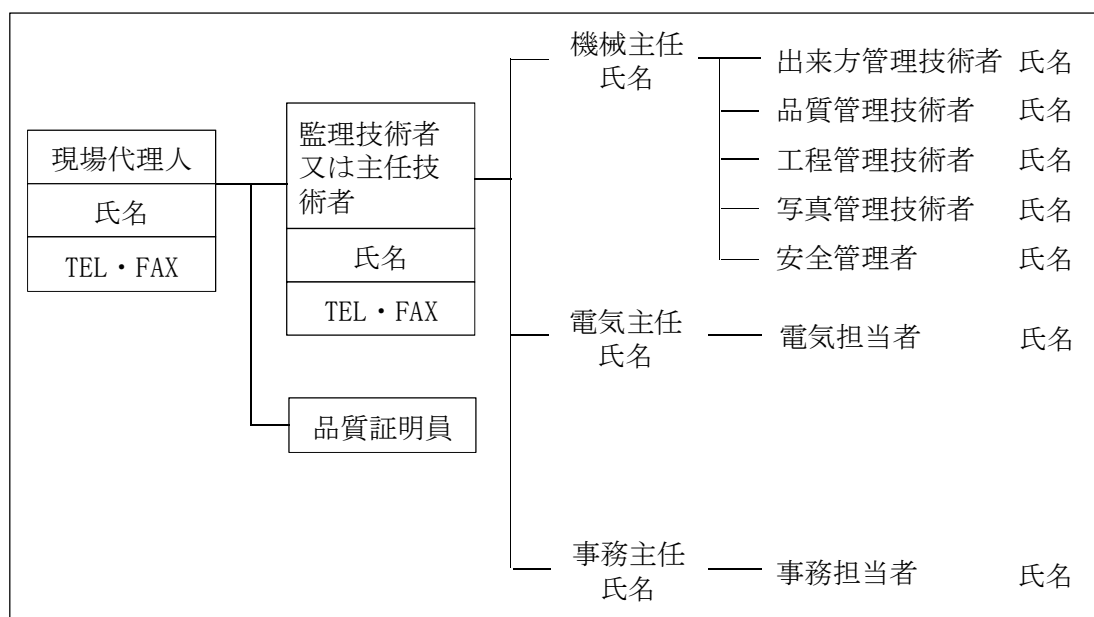 現場代理人
氏名
TEL・FAX
監理技術者
又は主任技
術者
氏名
TEL・FAX
品質証明員
機械主任
氏名
出来方管理技術者 氏名
品質管理技術者 氏名
工程管理技術者 氏名
写真管理技術者 氏名
安全管理者 氏名
電気主任
氏名
電気担当者 氏名
事務主任
氏名
事務担当者 氏名